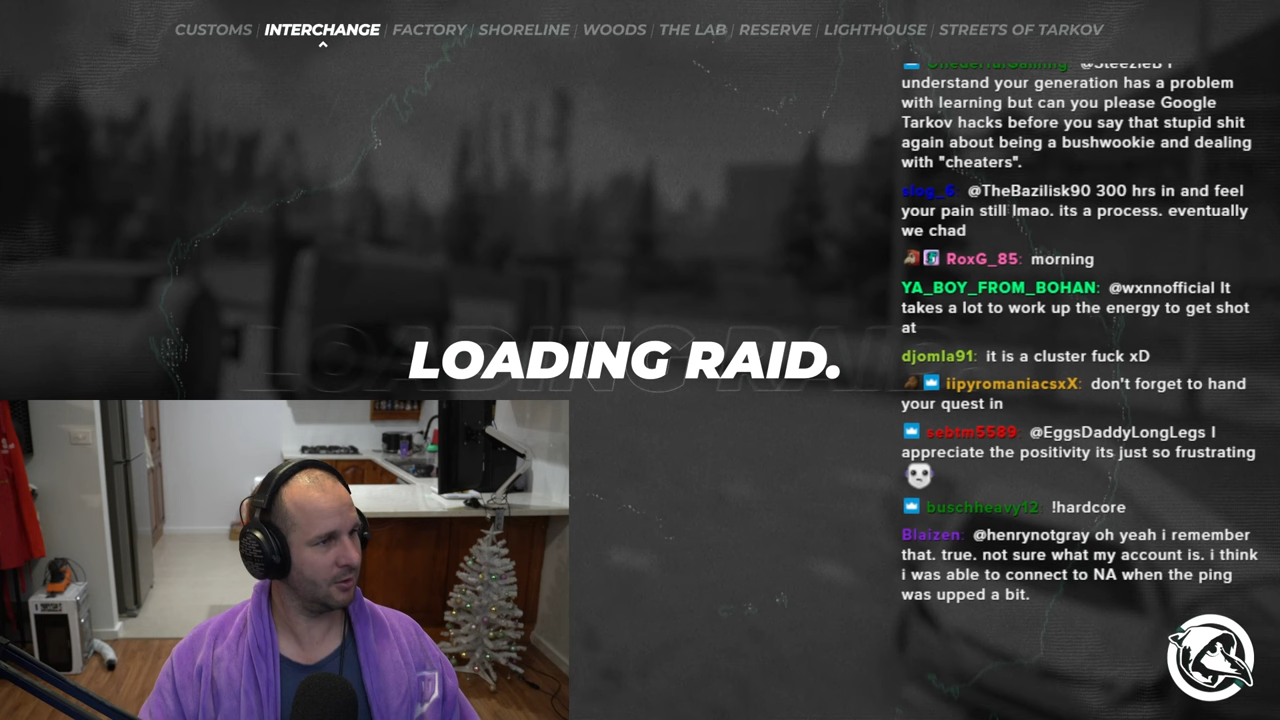 CUSTOMS | INTERCHANGE | FACTORY | SHORELINE | WOODS | THE LAB | RESERVE | LIGHTHOUSE | STREETS OF TARKOV
understand your generation has a problem
with learning but can you please Google
Tarkov hacks before you say that stupid shit
again about being a bushwookie and dealing
with "cheaters".
@TheBazilisk90 300 hrs in and feel
your pain still lmao. its a process. eventually
we chad
RoxG_85: morning
YA_BOY_FROM_BOHAN: @wxnnofficial It
takes a lot to work up the energy to get shot
at
djomla91: it is a cluster fuck xD
iipyromaniacsxX: don't forget to hand
your quest in
sebtm5589: @EggsDaddyLongLegs I
appreciate the positivity its just so frustrating
buschheavy12: !hardcore
Blaizen: @henrynotgray oh yeah i remember
that. true. not sure what my account is. i think
i was able to connect to NA when the ping
was upped a bit.
LOADING RAID.